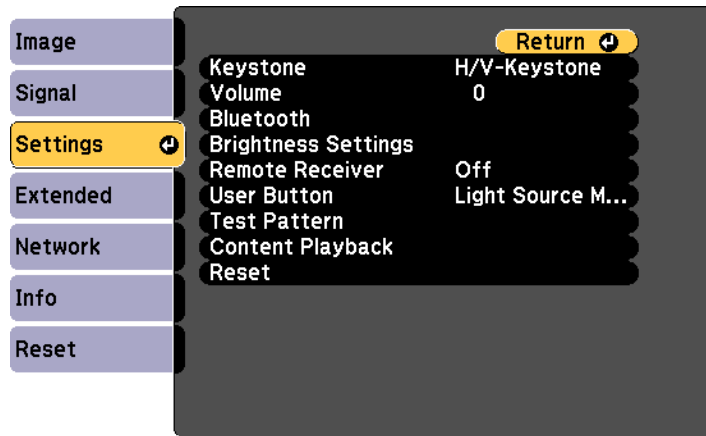 Image
Signal
Settings
Extended
Network
Info
Reset
Return
Keystone H/V-Keystone
Volume 0
Bluetooth
Brightness Settings
Remote Receiver Off
User Button Light Source M...
Test Pattern
Content Playback
Reset